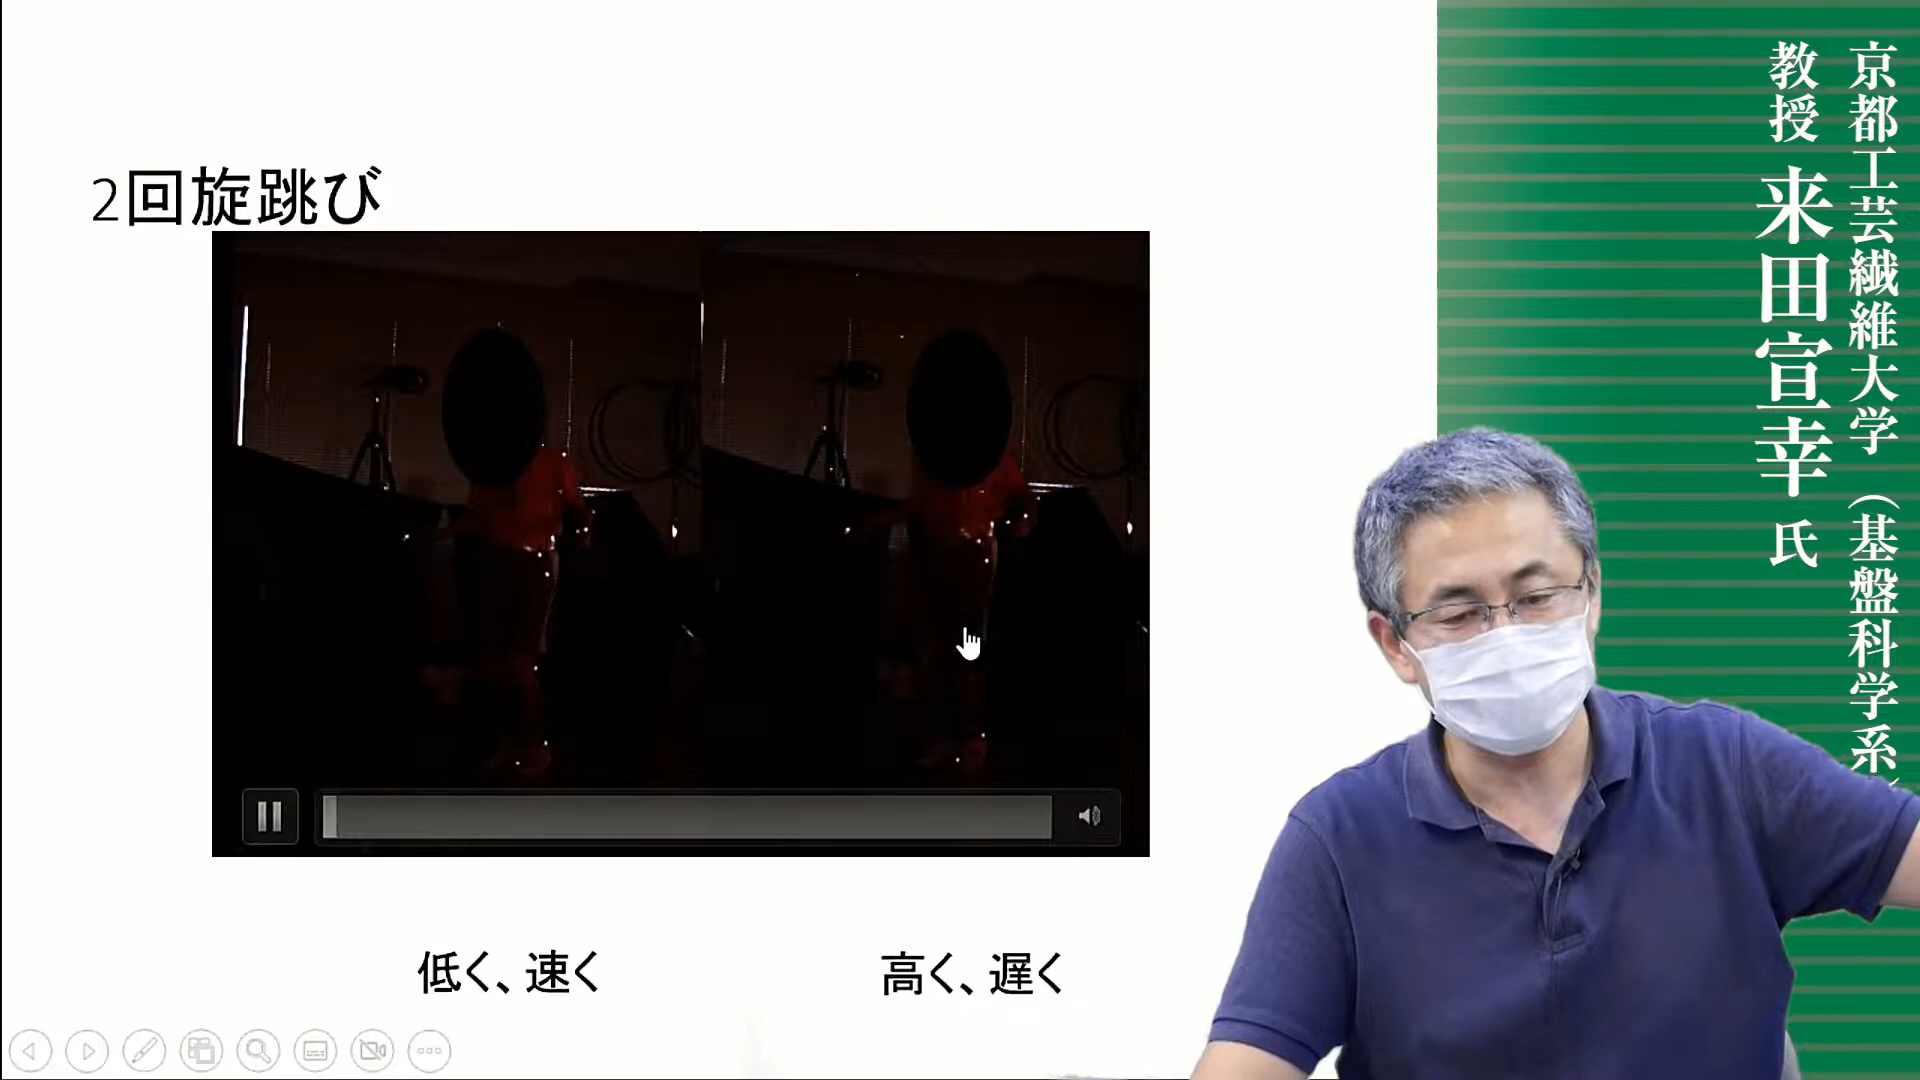 2回旋跳び
低く、速く
高く、遅く
京都工芸繊維大学（基盤科学系
教授 来田宣幸 氏